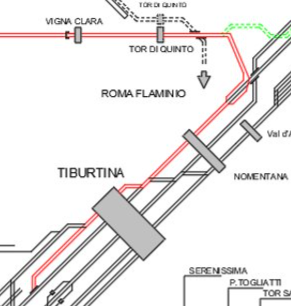 TOR DI QUINTO
VIGNA CLARA
TOR DI QUINTO
ROMA FLAMINIO
Val d'A
TIBURTINA
NOMENTANA
SERENISSIMA
P.TOGLIATTI
TOR SA